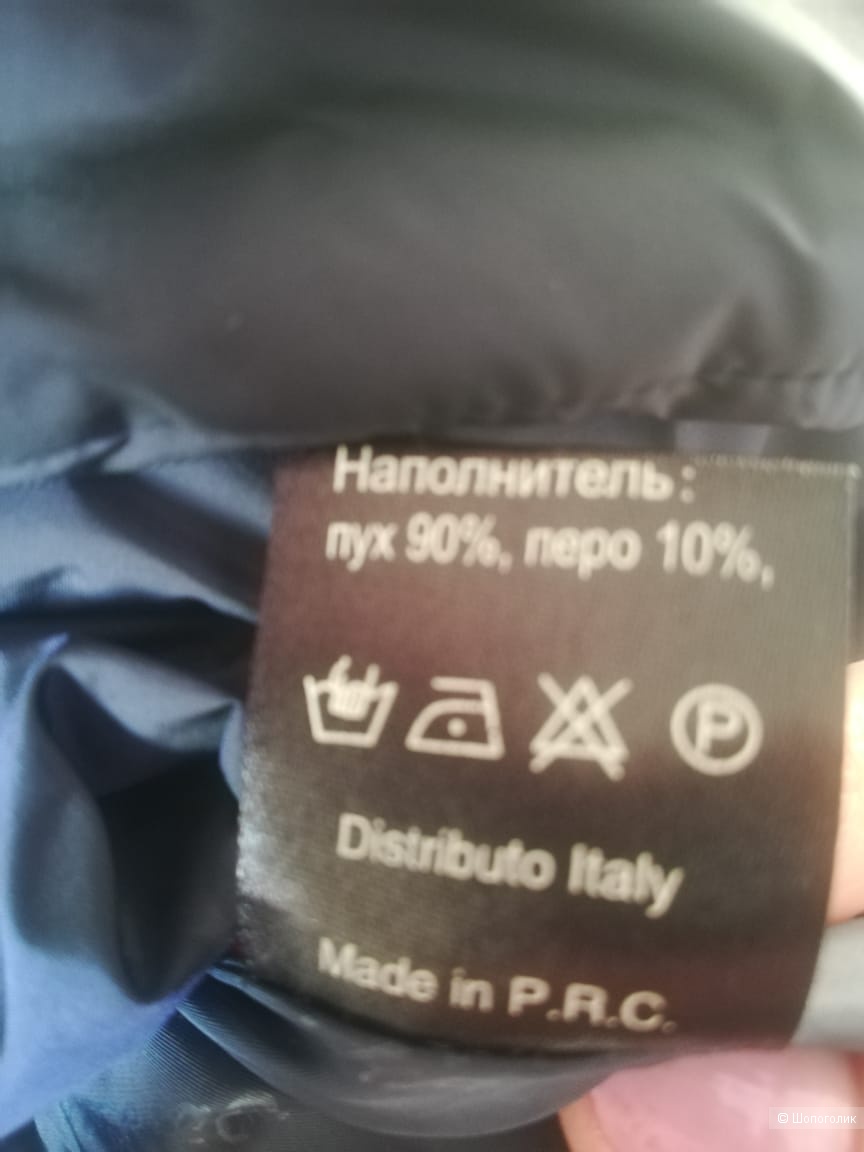 Наполнитель:
пух 90%, перо 10%,
P
Distributo Italy
Made in P.R.C.
© Шопоголик